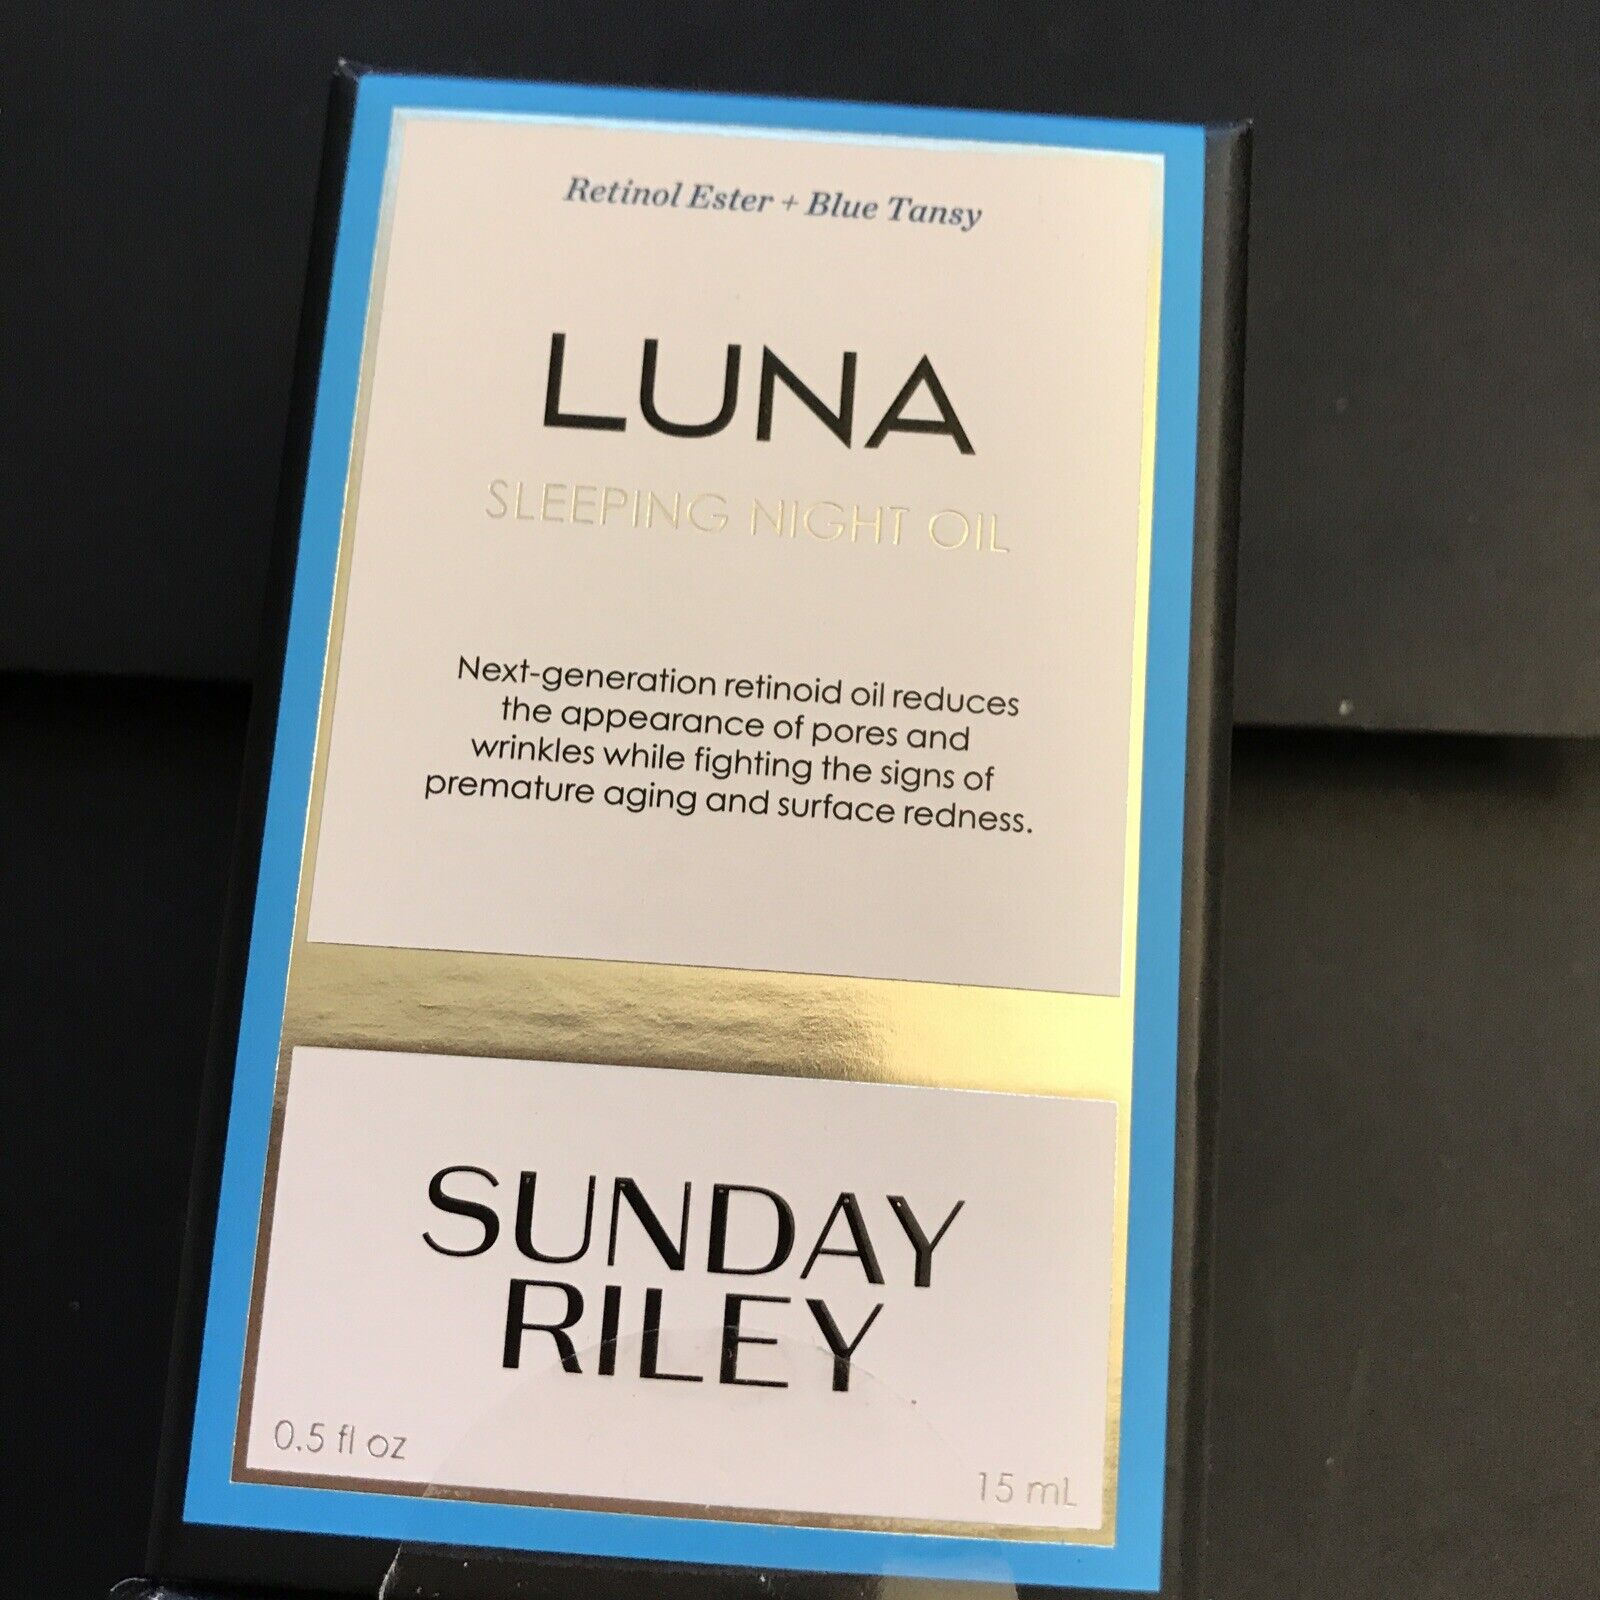 Retinol Ester + Blue Tansy
LUNA
SLEEPING NIGHT OIL
Next-generation retinoid oil reduces
the appearance of pores and
wrinkles while fighting the signs of
premature aging and surface redness.
SUNDAY
RILEY
0.5 fl oz
15 mL